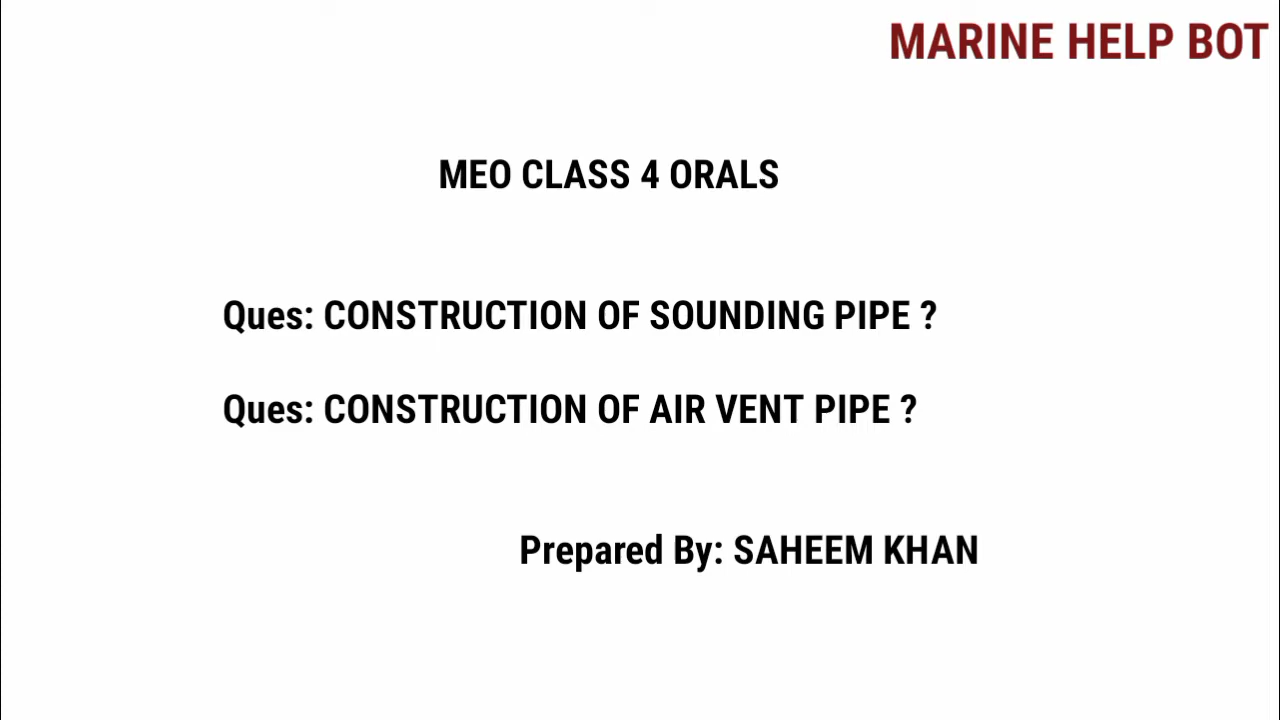 MARINE HELP BOT
MEO CLASS 4 ORALS
Ques: CONSTRUCTION OF SOUNDING PIPE ?
Ques: CONSTRUCTION OF AIR VENT PIPE ?
Prepared By: SAHEEM KHAN